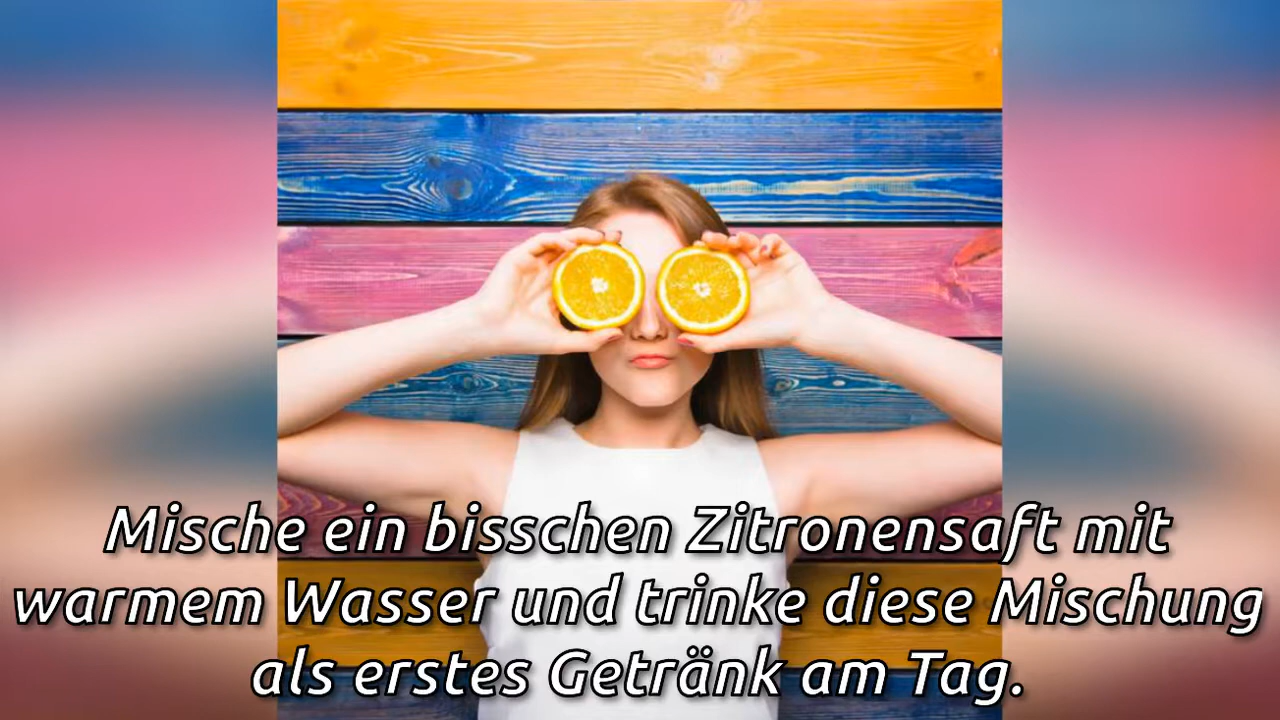 Mische ein bisschen Zitronensaft mit
warmem Wasser und trinke diese Mischung
als erstes Getränk am Tag.